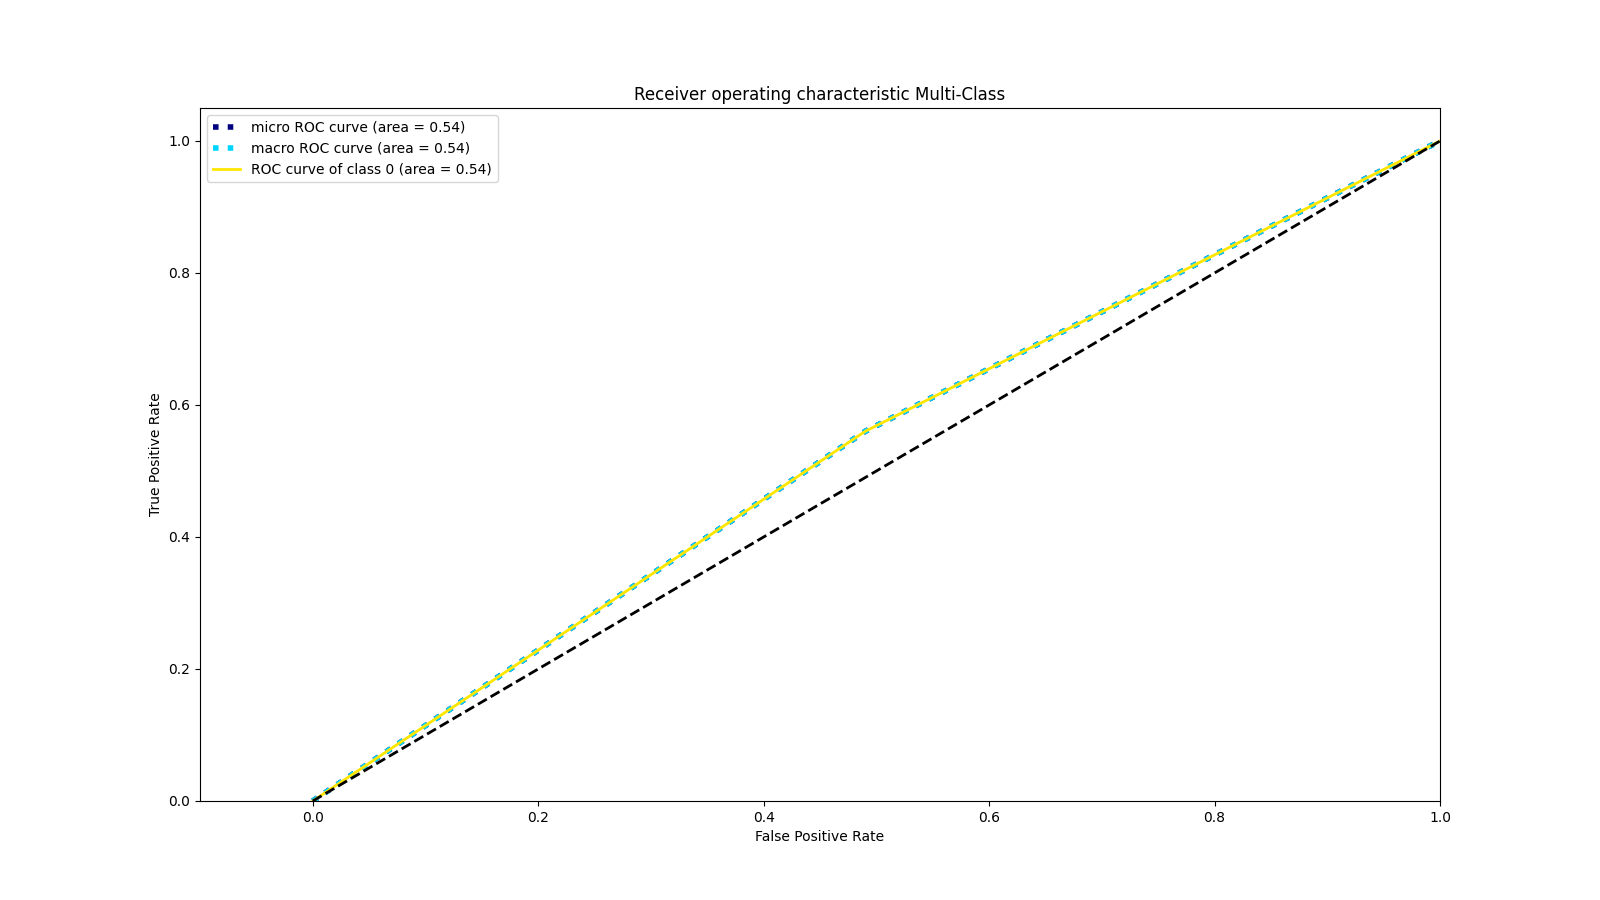 Receiver operating characteristic Multi-Class
micro ROC curve (area = 0.54)
macro ROC curve (area = 0.54)
ROC curve of class 0 (area = 0.54)
1.0
0.8
0.6
0.4
0.2
0.0
True Positive Rate
0.0 0.2 0.4 0.6 0.8 1.0
False Positive Rate